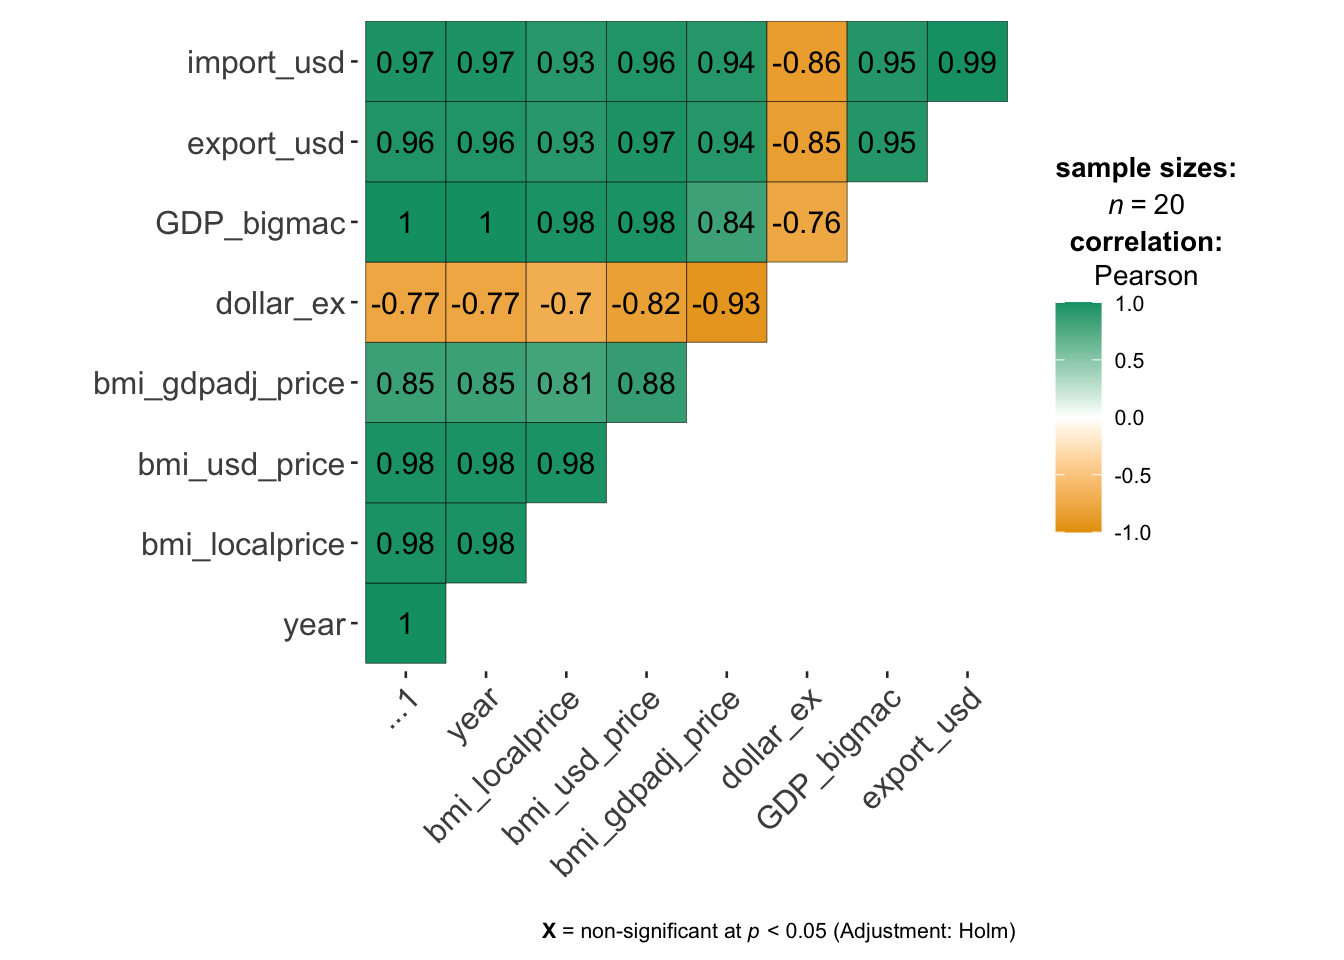 import_usd 0.97 0.97 0.93 0.96 0.94 -0.86 0.95 0.99
export_usd 0.96 0.96 0.93 0.97 0.94 -0.85 0.95
GDP_bigmac 1 1 0.98 0.98 0.84 -0.76
dollar_ex -0.77 -0.77 -0.7 -0.82 -0.93
bmi_gdpadj_price 0.85 0.85 0.81 0.88
bmi_usd_price 0.98 0.98 0.98
bmi_localprice 0.98 0.98
year 1
...1
year
bmi_localprice
bmi_usd_price
bmi_gdpadj_price
dollar_ex
GDP_bigmac
export_usd
sample sizes:
n = 20
correlation:
Pearson
1.0
0.5
0.0
-0.5
-1.0
X = non-significant at p < 0.05 (Adjustment: Holm)